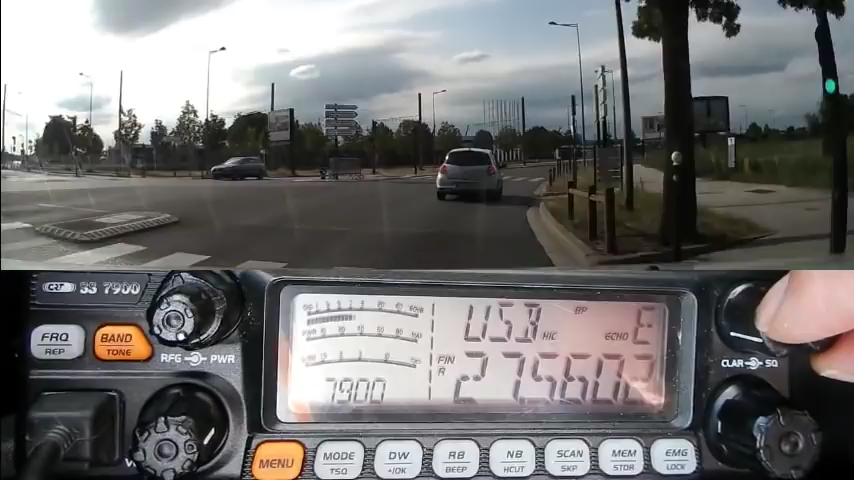 CRT SS 7900
FRQ
REP
BAND
TONE
RFG PWR
USB HIC BP ECHO E
FIN
R
27.5602
7900
CLAR SQ
MENU
MODE
TSQ
DW
+10K
RB
BEEP
NB
HCUT
SCAN
SKP
MEM
STOR
EMG
LOCK